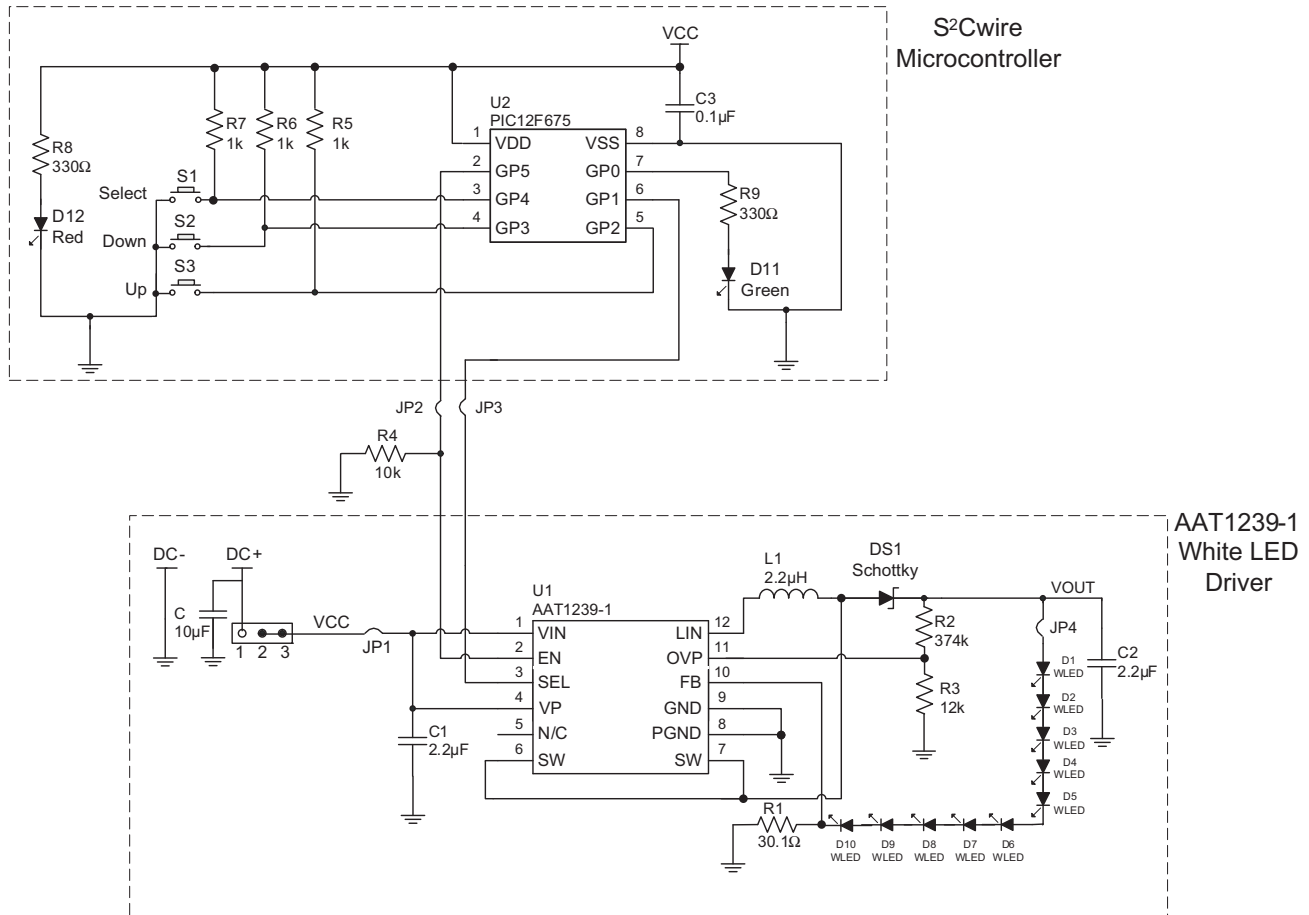 S²Cwire
Microcontroller
VCC
C3
0.1µF
U2
PIC12F675
R7
1k
R6
1k
R5
1k
R8
330Ω
D12
Red
Select
S1
Down
S2
Up
S3
1 VDD VSS 8
2 GP5 GP0 7
3 GP4 GP1 6
4 GP3 GP2 5
R9
330Ω
D11
Green
JP2
JP3
R4
10k
AAT1239-1
White LED
Driver
DC-
DC+
C
10µF
1 2 3
VCC
JP1
C1
2.2µF
U1
AAT1239-1
1 VIN LIN 12
2 EN OVP 11
3 SEL FB 10
4 VP GND 9
5 N/C PGND 8
6 SW SW 7
L1
2.2µH
DS1
Schottky
VOUT
R2
374k
R3
12k
JP4
C2
2.2µF
D1
WLED
D2
WLED
D3
WLED
D4
WLED
D5
WLED
R1
30.1Ω
D10 D9 D8 D7 D6
WLED WLED WLED WLED WLED